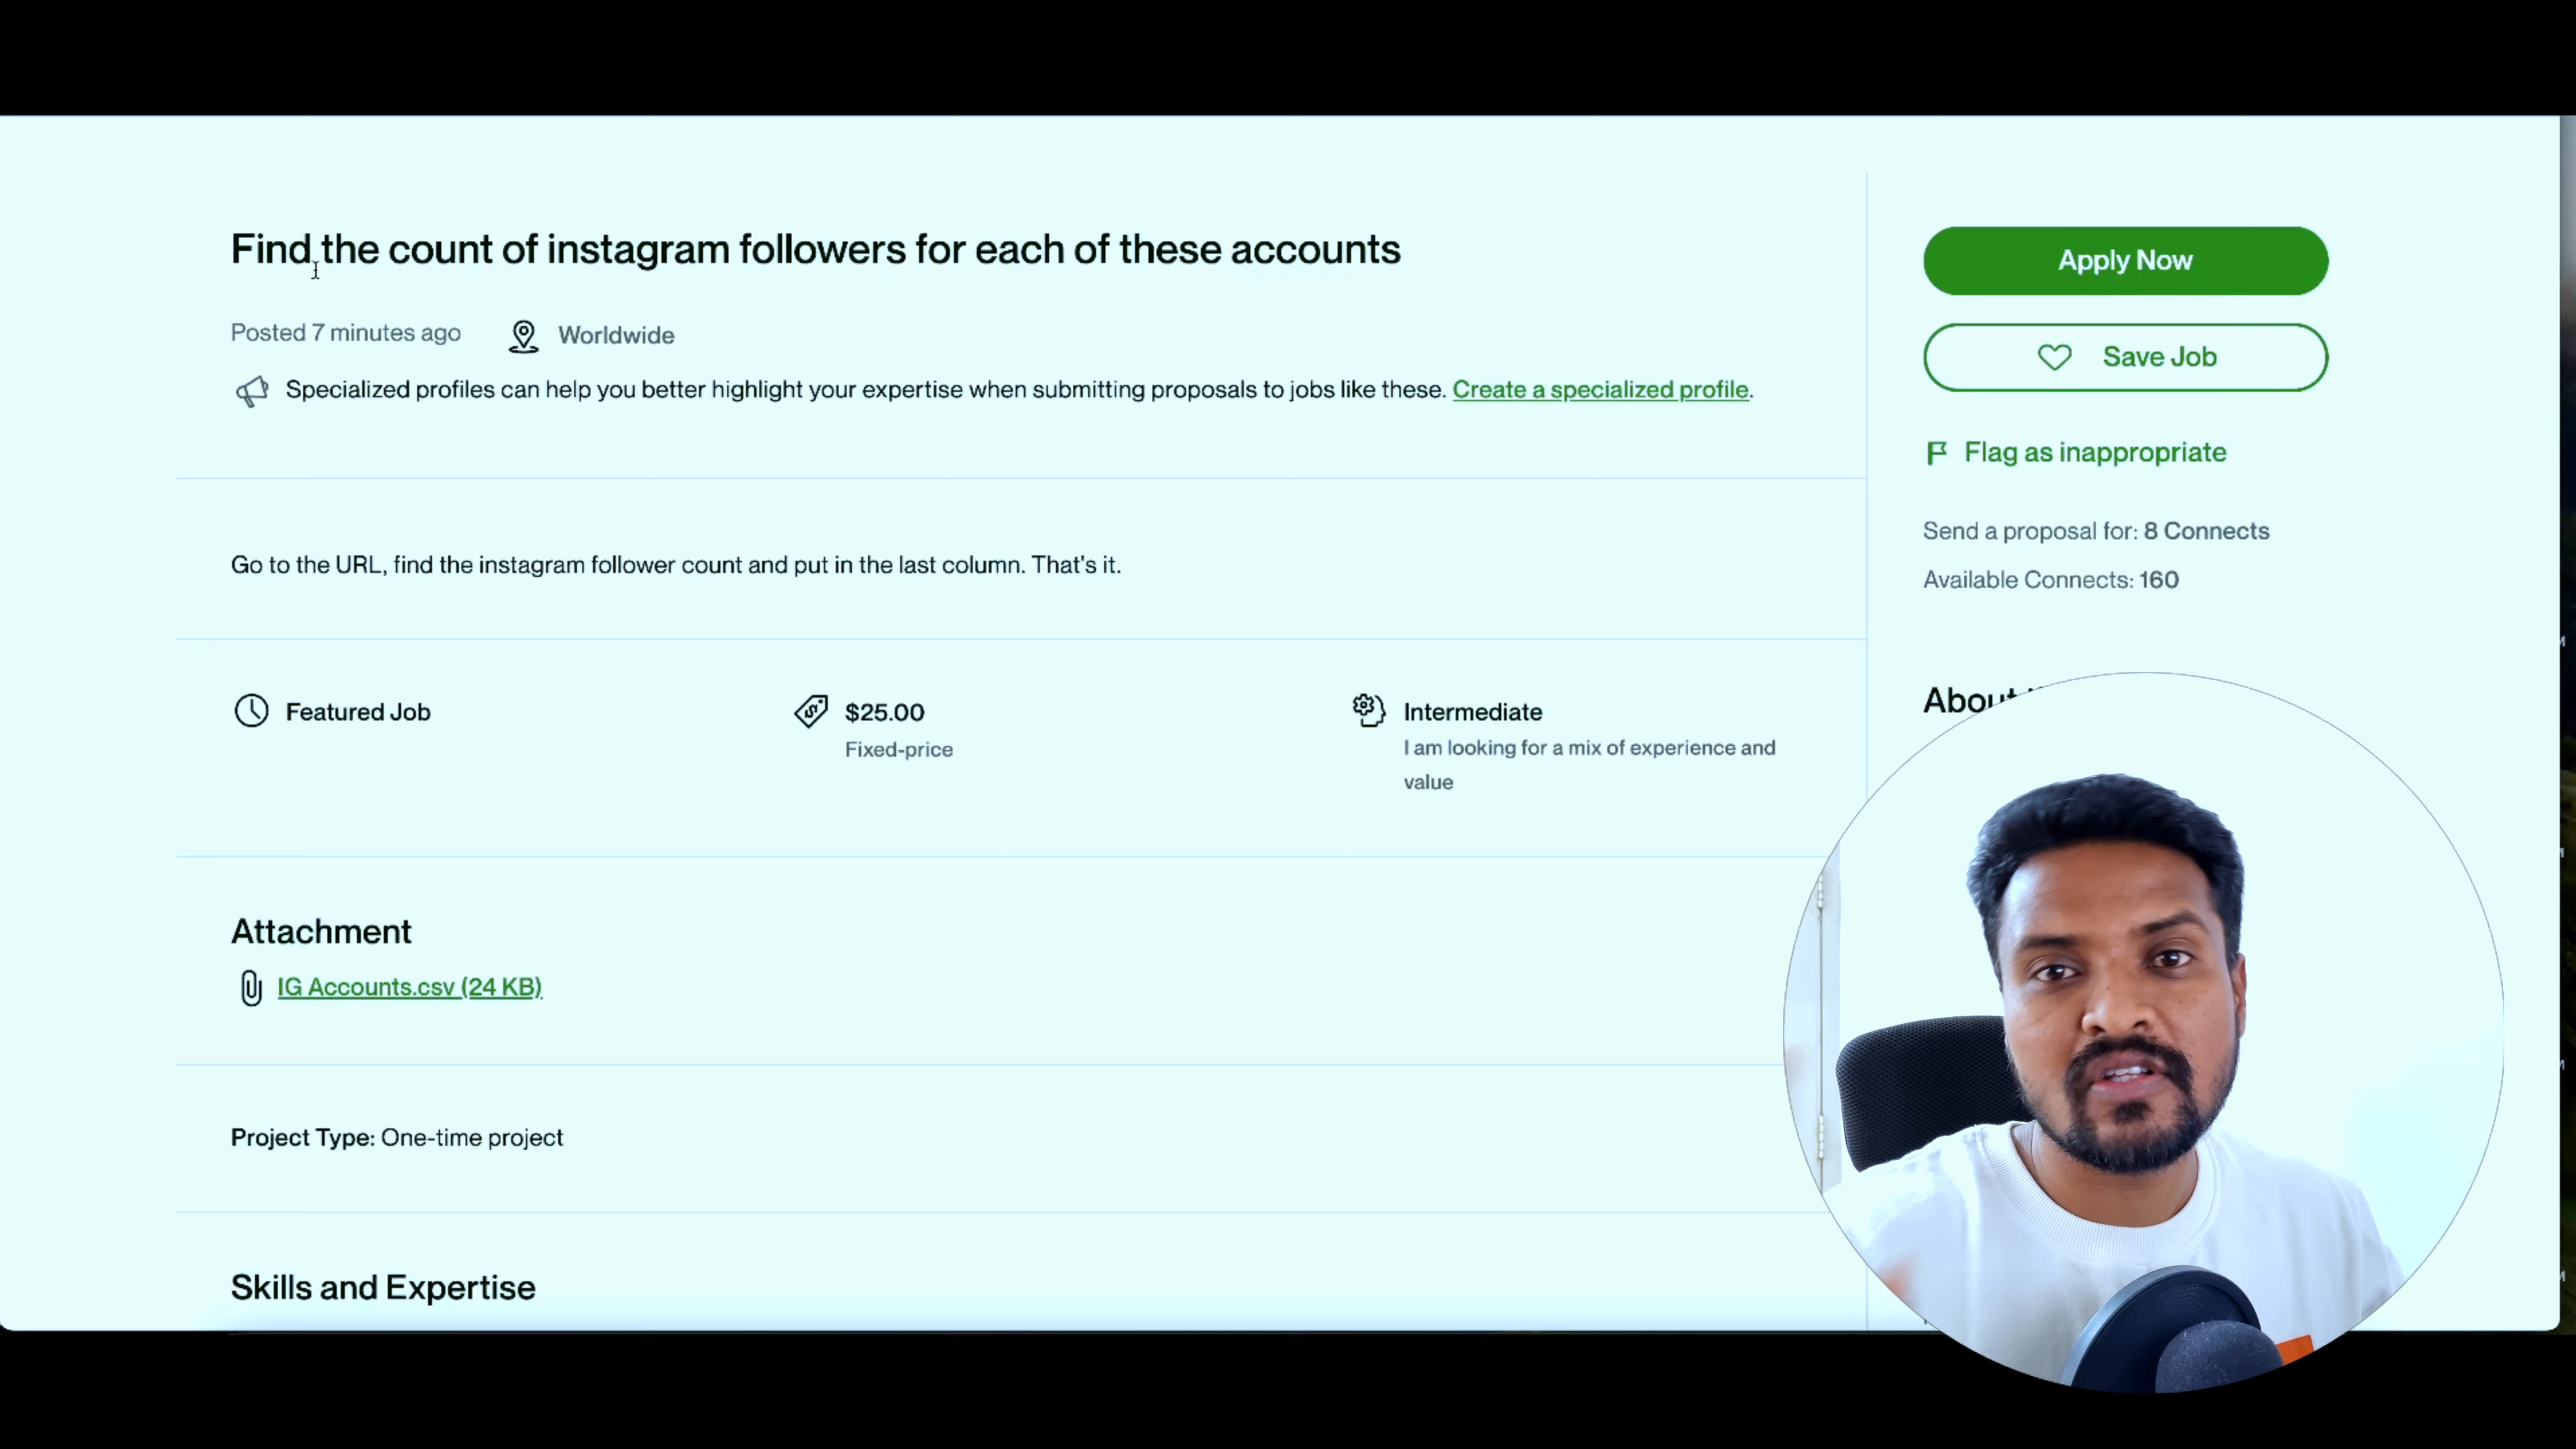 Find the count of instagram followers for each of these accounts
Posted 7 minutes ago
Worldwide
Specialized profiles can help you better highlight your expertise when submitting proposals to jobs like these. Create a specialized profile.
Go to the URL, find the instagram follower count and put in the last column. That's it.
Featured Job
$25.00
Fixed-price
Intermediate
I am looking for a mix of experience and
value
Attachment
IG Accounts.csv (24 KB)
Project Type: One-time project
Skills and Expertise
Apply Now
Save Job
Flag as inappropriate
Send a proposal for: 8 Connects
Available Connects: 160
About